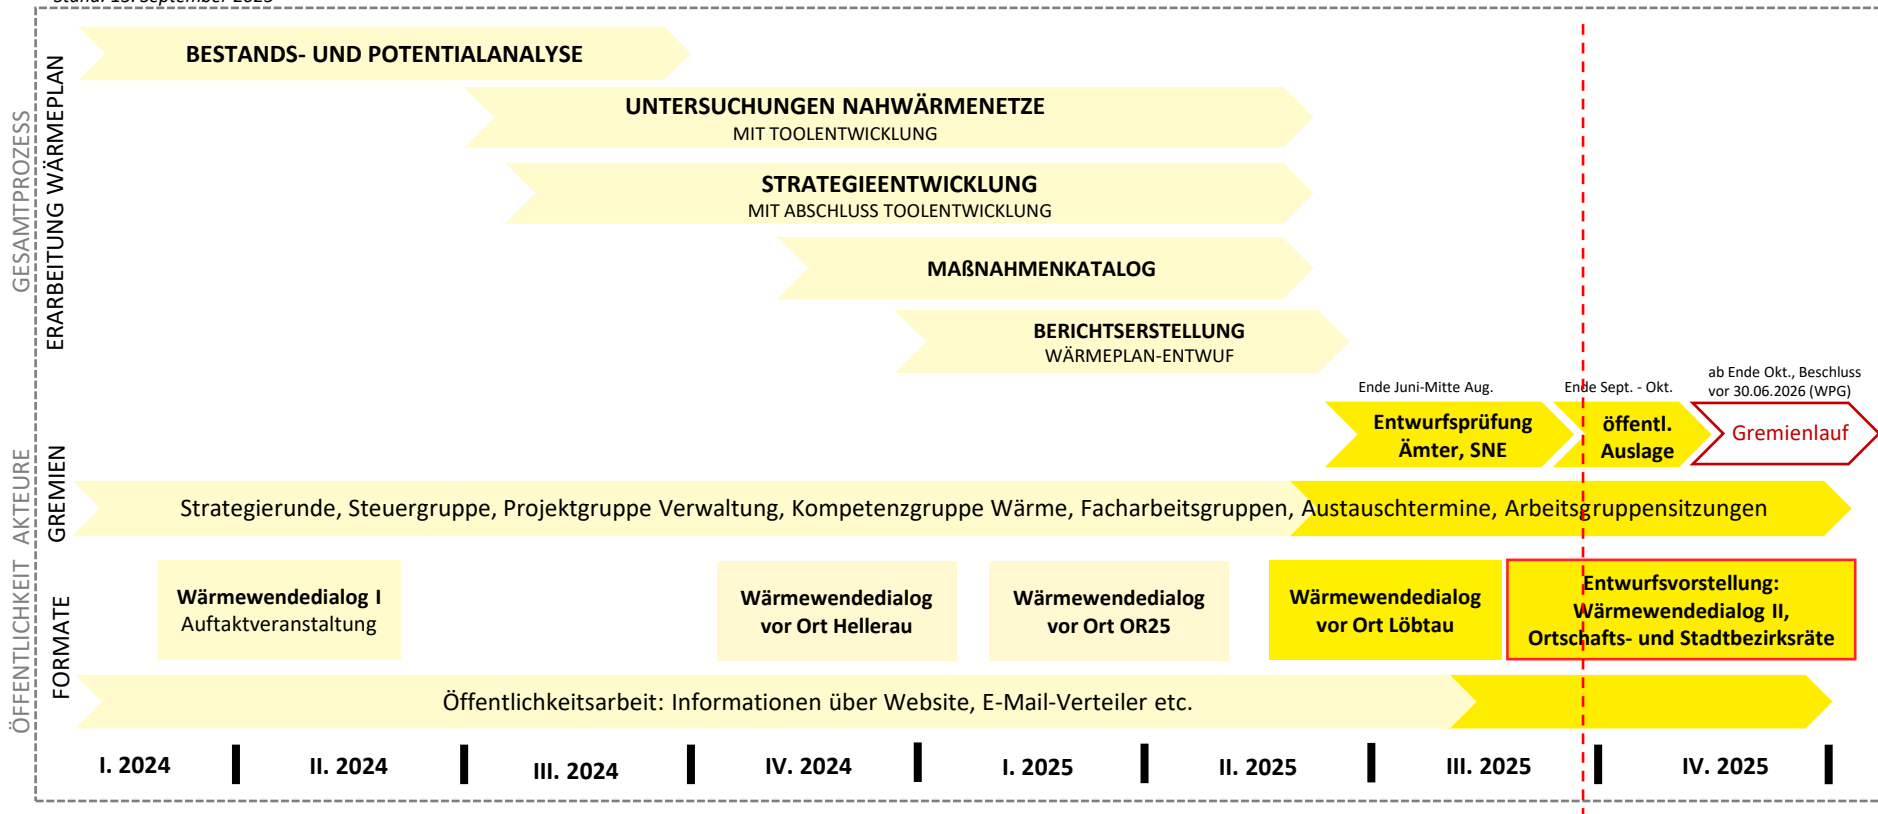 Stand: 15. September 2025
GESAMTPROZESS
ERARBEITUNG WÄRMEPLAN
BESTANDS- UND POTENTIALANALYSE
UNTERSUCHUNGEN NAHWÄRMENETZE
MIT TOOLENTWICKLUNG
STRATEGIEENTWICKLUNG
MIT ABSCHLUSS TOOLENTWICKLUNG
MAßNAHMENKATALOG
BERICHTSERSTELLUNG
WÄRMEPLAN-ENTWUF
Ende Juni-Mitte Aug.
Entwurfsprüfung
Ämter, SNE
Ende Sept. - Okt.
öffentl.
Auslage
ab Ende Okt., Beschluss
vor 30.06.2026 (WPG)
Gremienlauf
AKTEURE
GREMIEN
Strategierunde, Steuergruppe, Projektgruppe Verwaltung, Kompetenzgruppe Wärme, Facharbeitsgruppen, Austauschtermine, Arbeitsgruppensitzungen
ÖFFENTLICHKEIT
FORMATE
Wärmewendedialog I
Auftaktveranstaltung
Wärmewendedialog
vor Ort Hellerau
Wärmewendedialog
vor Ort OR25
Wärmewendedialog
vor Ort Löbtau
Entwurfsvorstellung:
Wärmewendedialog II,
Ortschafts- und Stadtbezirksräte
Öffentlichkeitsarbeit: Informationen über Website, E-Mail-Verteiler etc.
I. 2024
II. 2024
III. 2024
IV. 2024
I. 2025
II. 2025
III. 2025
IV. 2025